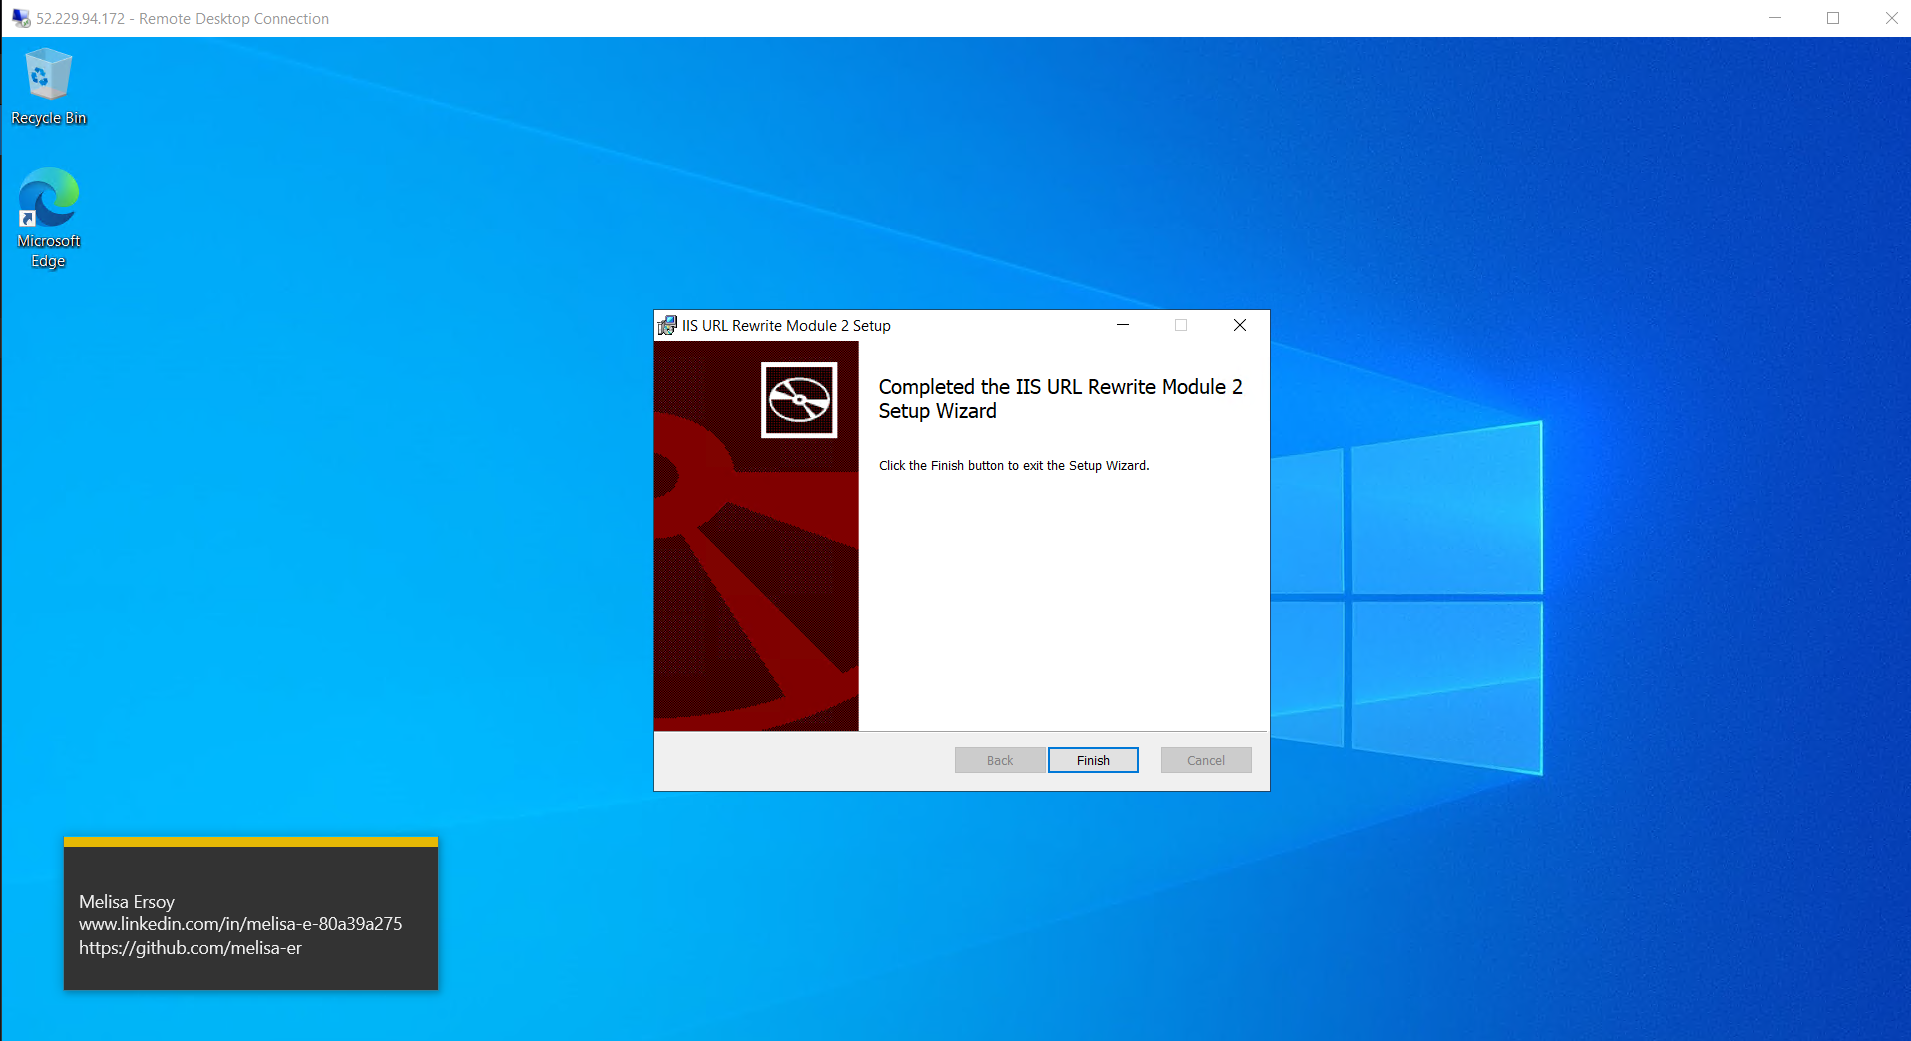 52.229.94.172 - Remote Desktop Connection
Recycle Bin
Microsoft
Edge
IIS URL Rewrite Module 2 Setup
Completed the IIS URL Rewrite Module 2
Setup Wizard
Click the Finish button to exit the Setup Wizard.
Back
Finish
Cancel
Melisa Ersoy
www.linkedin.com/in/melisa-e-80a39a275
https://github.com/melisa-er